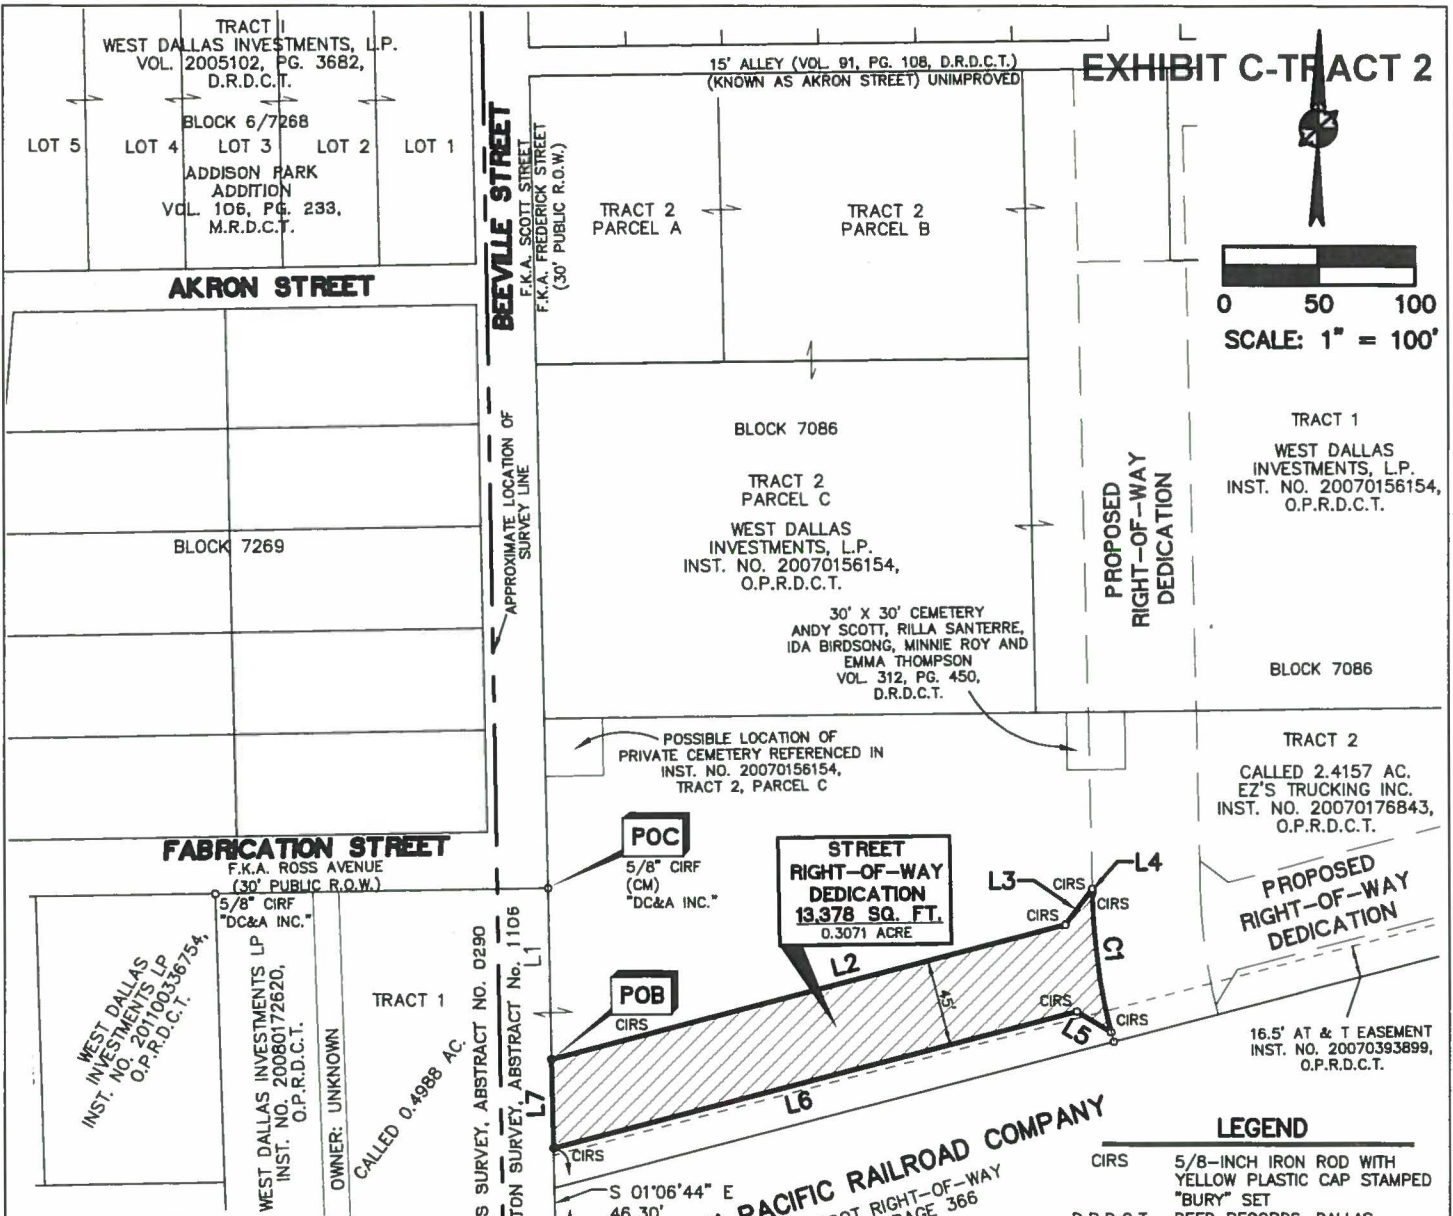 TRACT I
WEST DALLAS INVESTMENTS, L.P.
VOL. 2005102, PG. 3682,
D.R.D.C.T.
BLOCK 6/7268
LOT 5
LOT 4
LOT 3
LOT 2
LOT 1
ADDISON PARK
ADDITION
VOL. 106, PG. 233,
M.R.D.C.T.
AKRON STREET
BEEVILLE STREET
F.K.A. SCOTT STREET
F.K.A. FREDERICK STREET
(30' PUBLIC R.O.W.)
15' ALLEY (VOL. 91, PG. 108, D.R.D.C.T.)
(KNOWN AS AKRON STREET) UNIMPROVED
EXHIBIT C-TRACT 2
0 50 100
SCALE: 1" = 100'
TRACT 2
PARCEL A
TRACT 2
PARCEL B
BLOCK 7086
TRACT 2
PARCEL C
WEST DALLAS
INVESTMENTS, L.P.
INST. NO. 20070156154,
O.P.R.D.C.T.
APPROXIMATE LOCATION OF
SURVEY LINE
BLOCK 7269
PROPOSED
RIGHT-OF-WAY
DEDICATION
TRACT 1
WEST DALLAS
INVESTMENTS, L.P.
INST. NO. 20070156154,
O.P.R.D.C.T.
BLOCK 7086
30' X 30' CEMETERY
ANDY SCOTT, RILLA SANTERRE,
IDA BIRDSONG, MINNIE ROY AND
EMMA THOMPSON
VOL. 312, PG. 450,
D.R.D.C.T.
POSSIBLE LOCATION OF
PRIVATE CEMETERY REFERENCED IN
INST. NO. 20070156154,
TRACT 2, PARCEL C
TRACT 2
CALLED 2.4157 AC.
EZ'S TRUCKING INC.
INST. NO. 20070176843,
O.P.R.D.C.T.
FABRICATION STREET
F.K.A. ROSS AVENUE
(30' PUBLIC R.O.W.)
5/8" CIRF
"DC&A INC."
POC
5/8" CIRF
(CM)
"DC&A INC."
STREET
RIGHT-OF-WAY
DEDICATION
13,378 SQ. FT.
0.3071 ACRE
L3
CIRS
L4
CIRS
CIRS
PROPOSED
RIGHT-OF-WAY
DEDICATION
C1
L2
45'
CIRS
L5
CIRS
L1
POB
CIRS
L7
L6
CIRS
16.5' AT & T EASEMENT
INST. NO. 20070393899,
O.P.R.D.C.T.
WEST DALLAS
INVESTMENTS LP
INST. NO. 201100336754,
O.P.R.D.C.T.
WEST DALLAS INVESTMENTS LP
INST. NO. 20080172620,
O.P.R.D.C.T.
OWNER: UNKNOWN
TRACT 1
CALLED 0.4988 AC.
S SURVEY, ABSTRACT NO. 0290
TON SURVEY, ABSTRACT No. 1106
S 01°06'44" E
46.30'
PACIFIC RAILROAD COMPANY
OT RIGHT-OF-WAY
AGE 366
LEGEND
CIRS 5/8-INCH IRON ROD WITH
YELLOW PLASTIC CAP STAMPED
"BURY" SET
D.R.D.C.T. DEED RECORDS, DALLAS